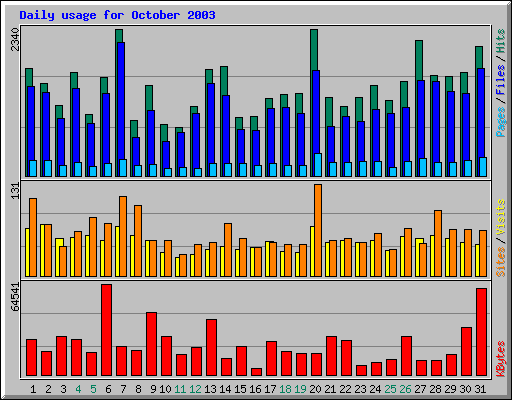 Daily usage for October 2003
2340
Pages / Files / Hits
131
Sites / Visits
64541
KBytes
1 2 3 4 5 6 7 8 9 10 11 12 13 14 15 16 17 18 19 20 21 22 23 24 25 26 27 28 29 30 31